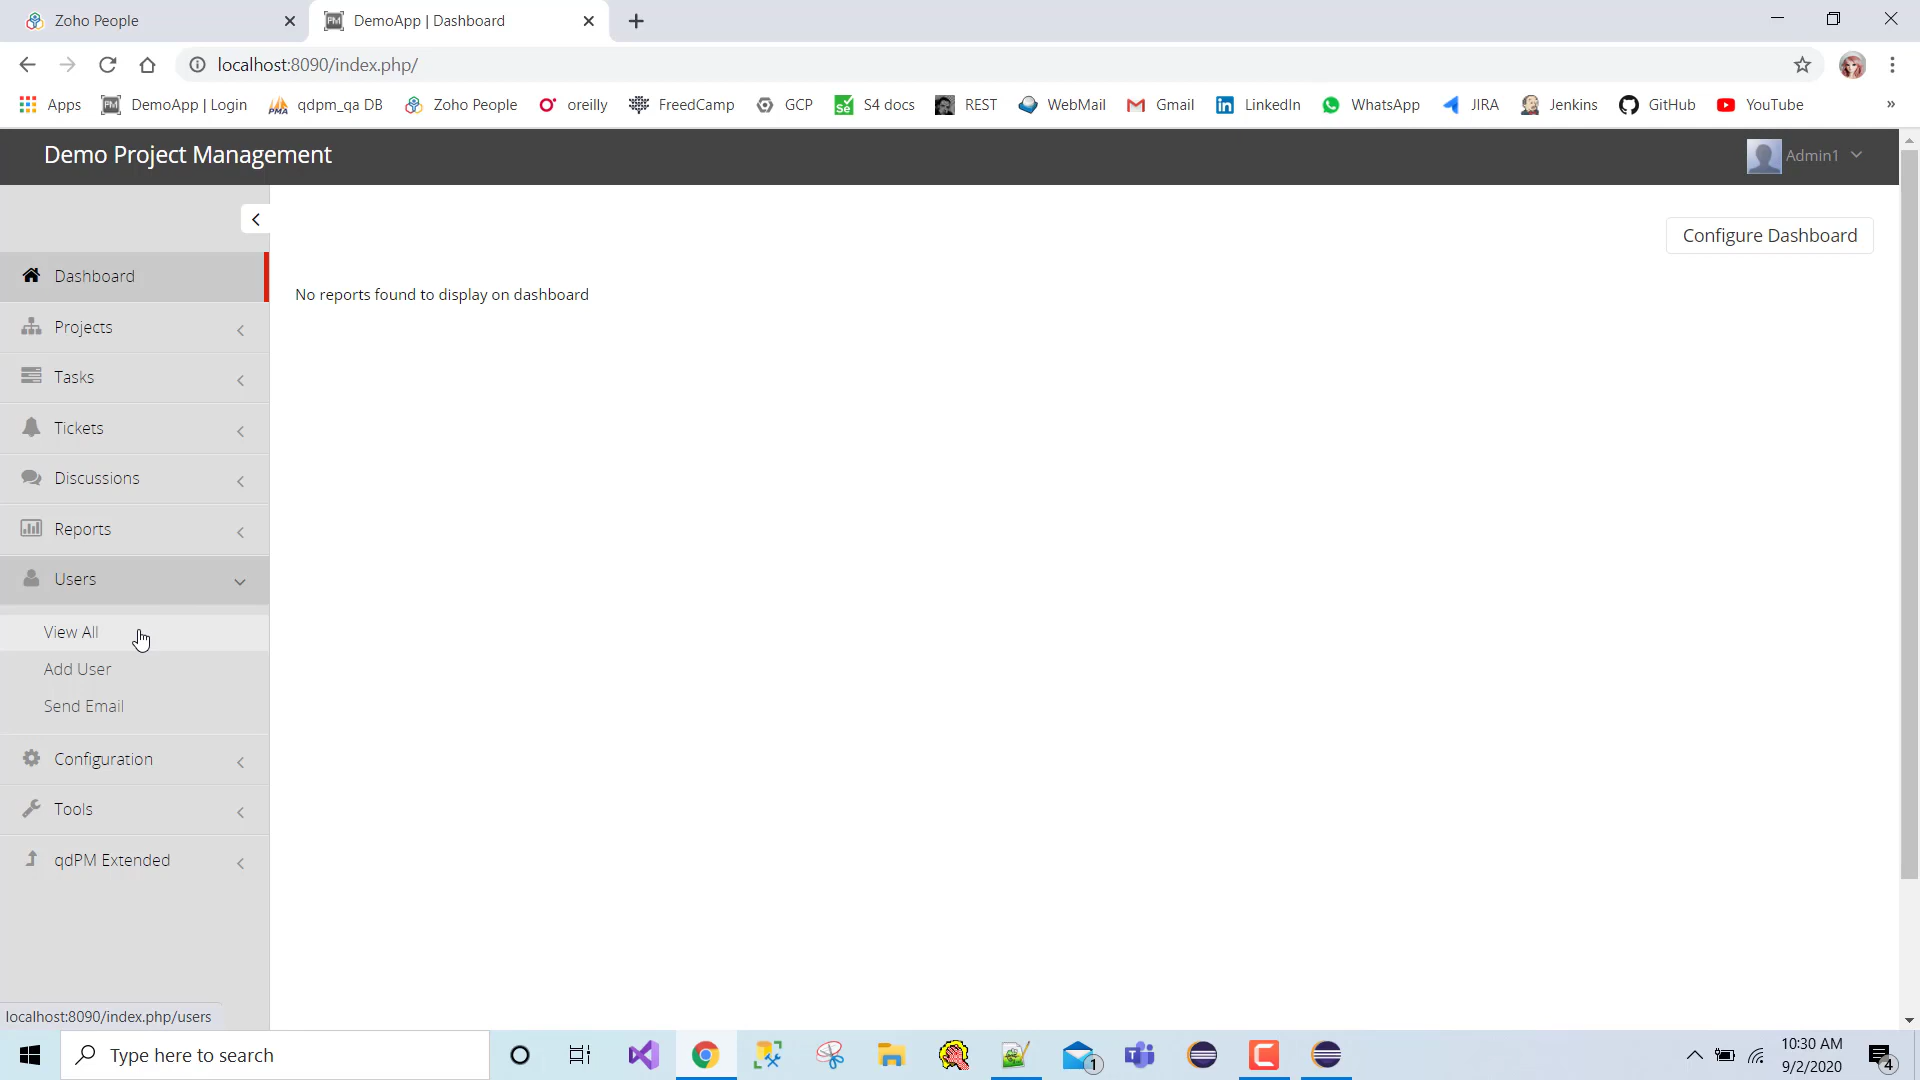 Zoho People
DemoApp | Dashboard
localhost:8090/index.php/
Apps
DemoApp | Login
qdpm_qa DB
Zoho People
oreilly
FreedCamp
GCP
S4 docs
REST
WebMail
Gmail
LinkedIn
WhatsApp
JIRA
Jenkins
GitHub
YouTube
»
Demo Project Management
Admin1
Configure Dashboard
Dashboard
No reports found to display on dashboard
Projects
Tasks
Tickets
Discussions
Reports
Users
View All
Add User
Send Email
Configuration
Tools
qdPM Extended
localhost:8090/index.php/users
Type here to search
1
10:30 AM
9/2/2020
4